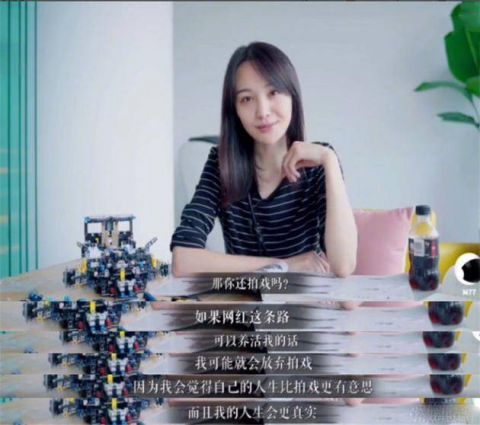 那你还拍戏吗?
M77
如果网红这条路
可以养活我的话
我可能就会放弃拍戏
因为我会觉得自己的人生比拍戏更有意思
而且我的人生会更真实